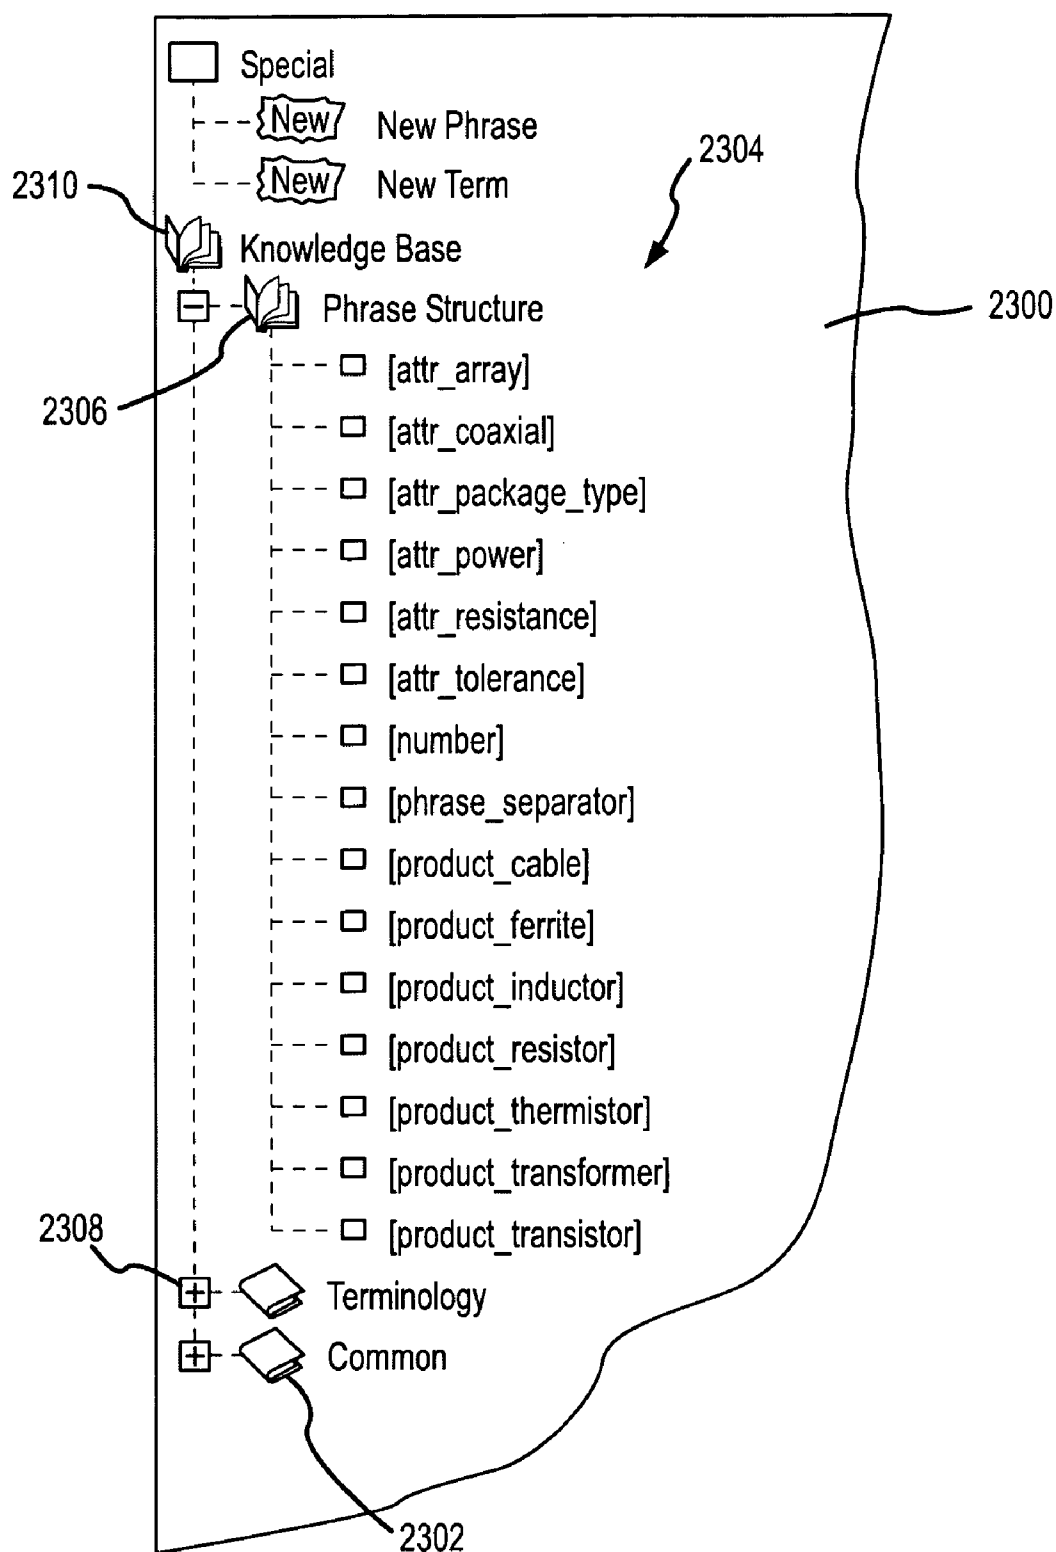 Special
New New Phrase
2304
New New Term
2310
Knowledge Base
2300
Phrase Structure
[attr_array]
2306
[attr_coaxial]
[attr_package_type]
[attr_power]
[attr_resistance]
[attr_tolerance]
[number]
[phrase_separator]
[product_cable]
[product_ferrite]
[product_inductor]
[product_resistor]
[product_thermistor]
[product_transformer]
2308
[product_transistor]
Terminology
Common
2302